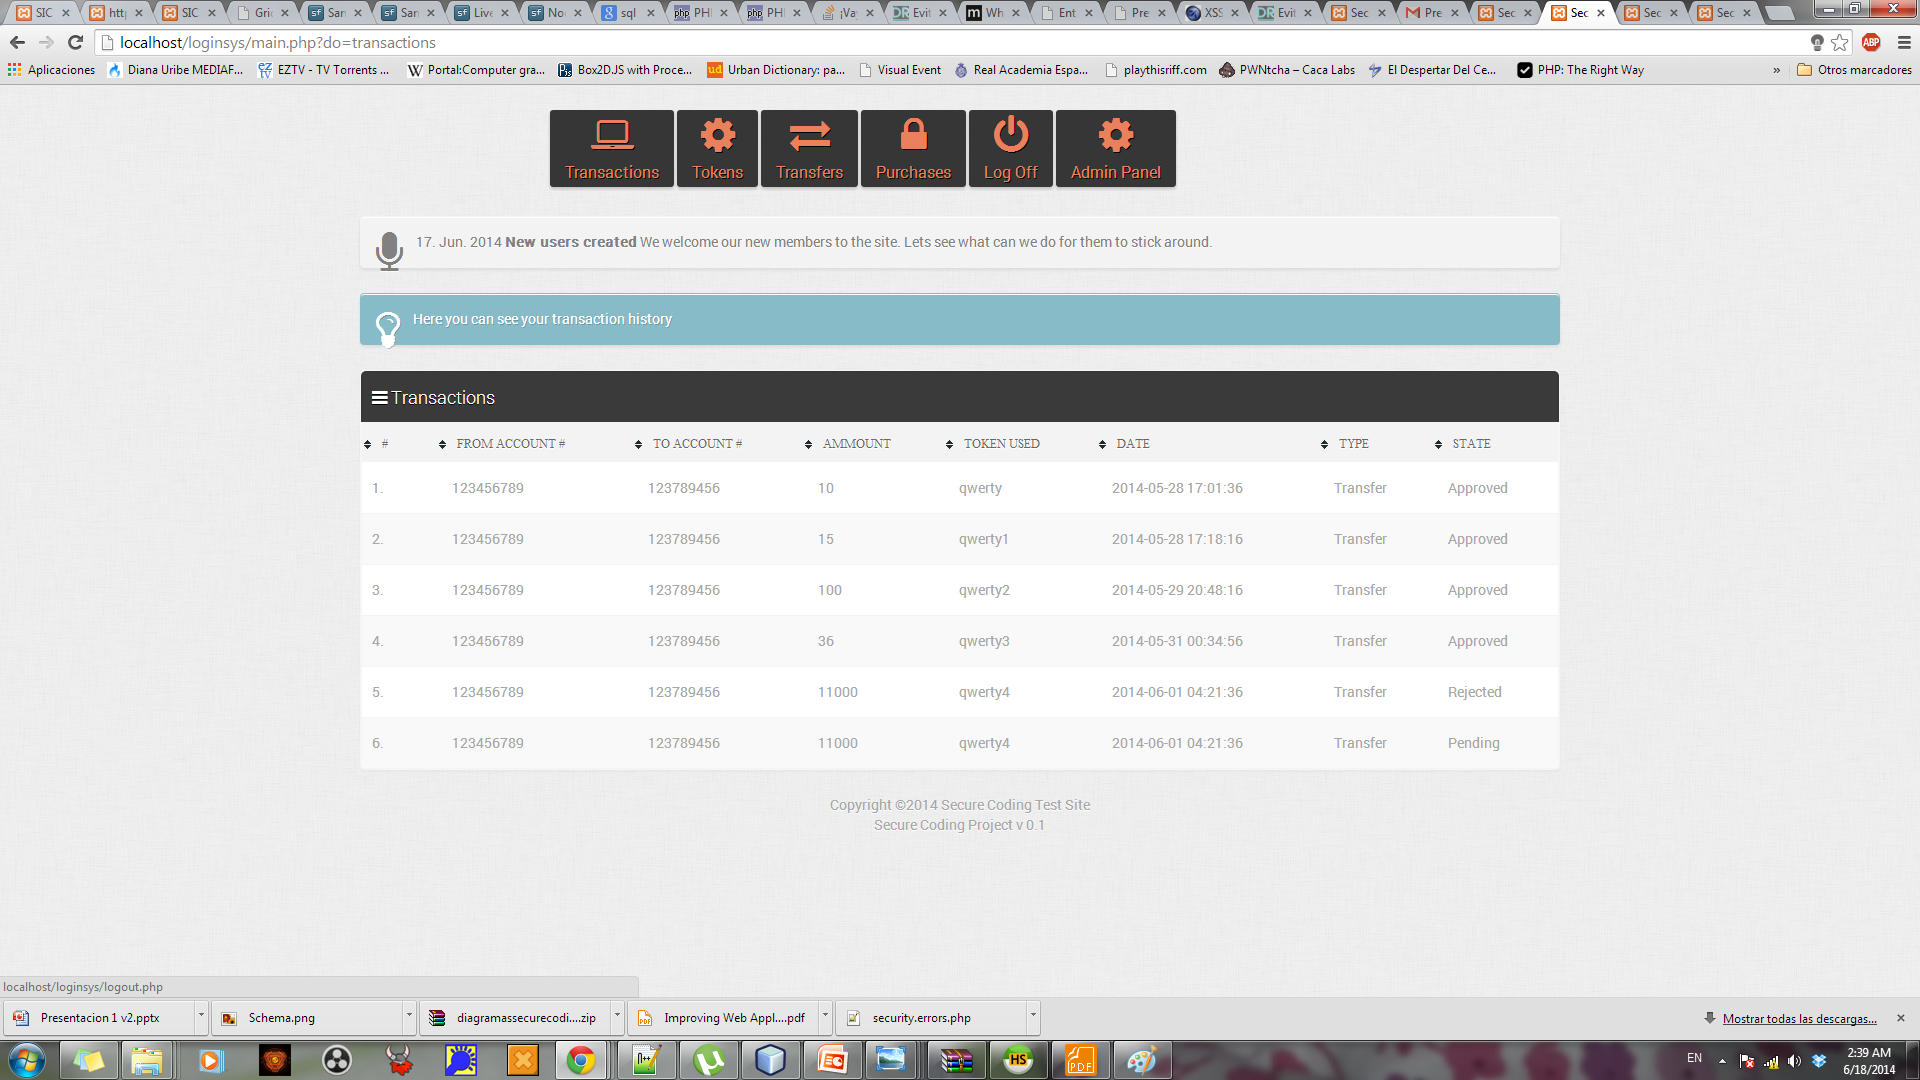 SIC htt SIC Gri San San Live No sql PHI PHI ¡Va Evit Wh Ent Pre XSS Evit Sec Pre Sec Sec Sec Sec
localhost/loginsys/main.php?do=transactions ABP
Aplicaciones Diana Uribe MEDIAF... EZTV - TV Torrents ... Portal:Computer gra... Box2D.JS with Proce... Urban Dictionary: pa... Visual Event Real Academia Espa... playthisriff.com PWNtcha – Caca Labs El Despertar Del Ce... PHP: The Right Way » Otros marcadores
Transactions Tokens Transfers Purchases Log Off Admin Panel
17. Jun. 2014 New users created We welcome our new members to the site. Lets see what can we do for them to stick around.
Here you can see your transaction history
Transactions
# FROM ACCOUNT # TO ACCOUNT # AMMOUNT TOKEN USED DATE TYPE STATE
1. 123456789 123789456 10 qwerty 2014-05-28 17:01:36 Transfer Approved
2. 123456789 123789456 15 qwerty1 2014-05-28 17:18:16 Transfer Approved
3. 123456789 123789456 100 qwerty2 2014-05-29 20:48:16 Transfer Approved
4. 123456789 123789456 36 qwerty3 2014-05-31 00:34:56 Transfer Approved
5. 123456789 123789456 11000 qwerty4 2014-06-01 04:21:36 Transfer Rejected
6. 123456789 123789456 11000 qwerty4 2014-06-01 04:21:36 Transfer Pending
Copyright ©2014 Secure Coding Test Site
Secure Coding Project v 0.1
localhost/loginsys/logout.php
Presentacion 1 v2.pptx Schema.png diagramassecurecodi....zip Improving Web Appl....pdf security.errors.php Mostrar todas las descargas...
EN 2:39 AM
6/18/2014